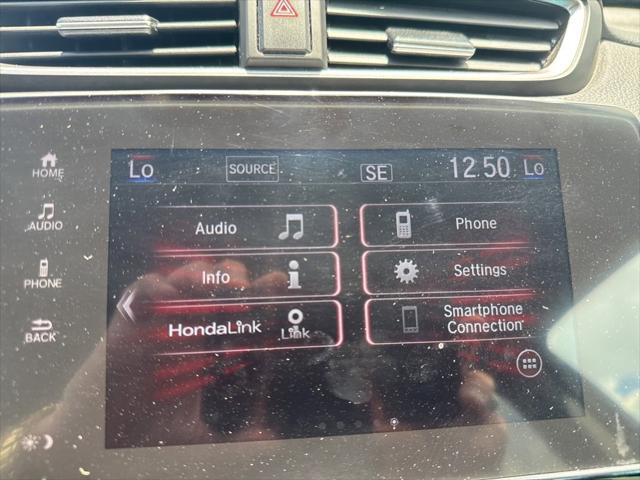 Lo SOURCE SE 12:50 Lo
HOME
AUDIO
PHONE
BACK
Audio
Phone
Info
Settings
HondaLink
Link
Smartphone
Connection